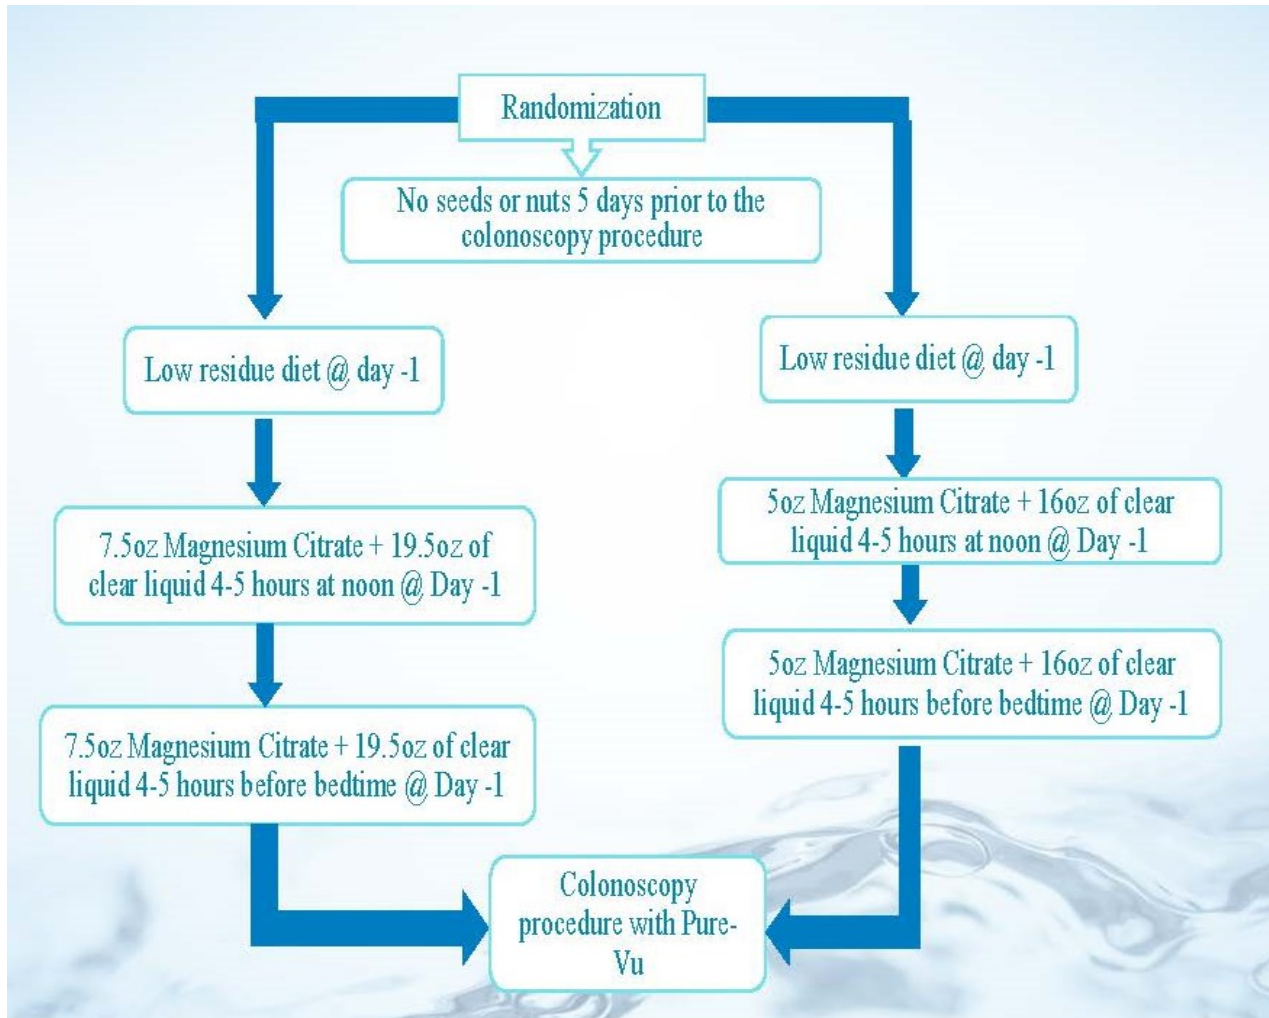 Randomization
No seeds or nuts 5 days prior to the
colonoscopy procedure
Low residue diet @ day -1
7.5oz Magnesium Citrate + 19.5oz of
clear liquid 4-5 hours at noon @ Day -1
7.5oz Magnesium Citrate + 19.5oz of clear
liquid 4-5 hours before bedtime @ Day -1
Low residue diet @ day -1
5oz Magnesium Citrate + 16oz of clear
liquid 4-5 hours at noon @ Day -1
5oz Magnesium Citrate + 16oz of clear
liquid 4-5 hours before bedtime @ Day -1
Colonoscopy
procedure with Pure-
Vu